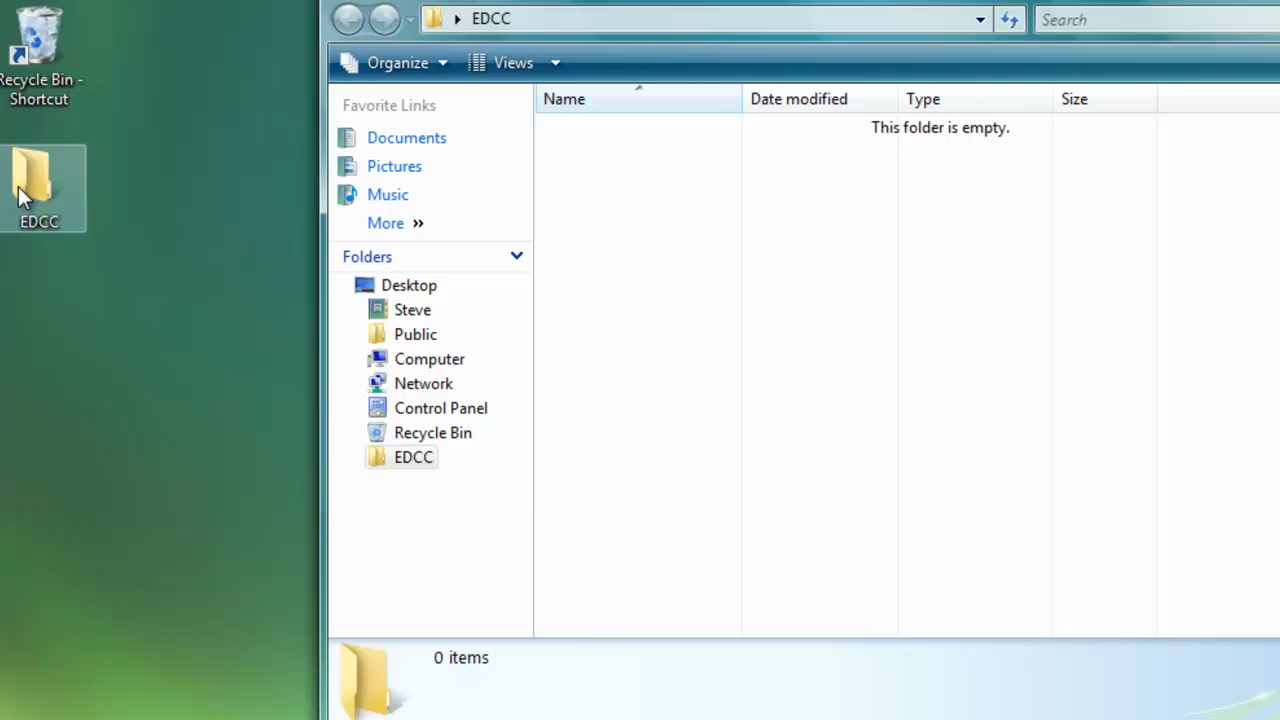 Recycle Bin -
Shortcut
EDCC
EDCC
Search
Organize
Views
Favorite Links
Documents
Pictures
Music
More »
Folders
Desktop
Steve
Public
Computer
Network
Control Panel
Recycle Bin
EDCC
Name
Date modified
Type
Size
This folder is empty.
0 items